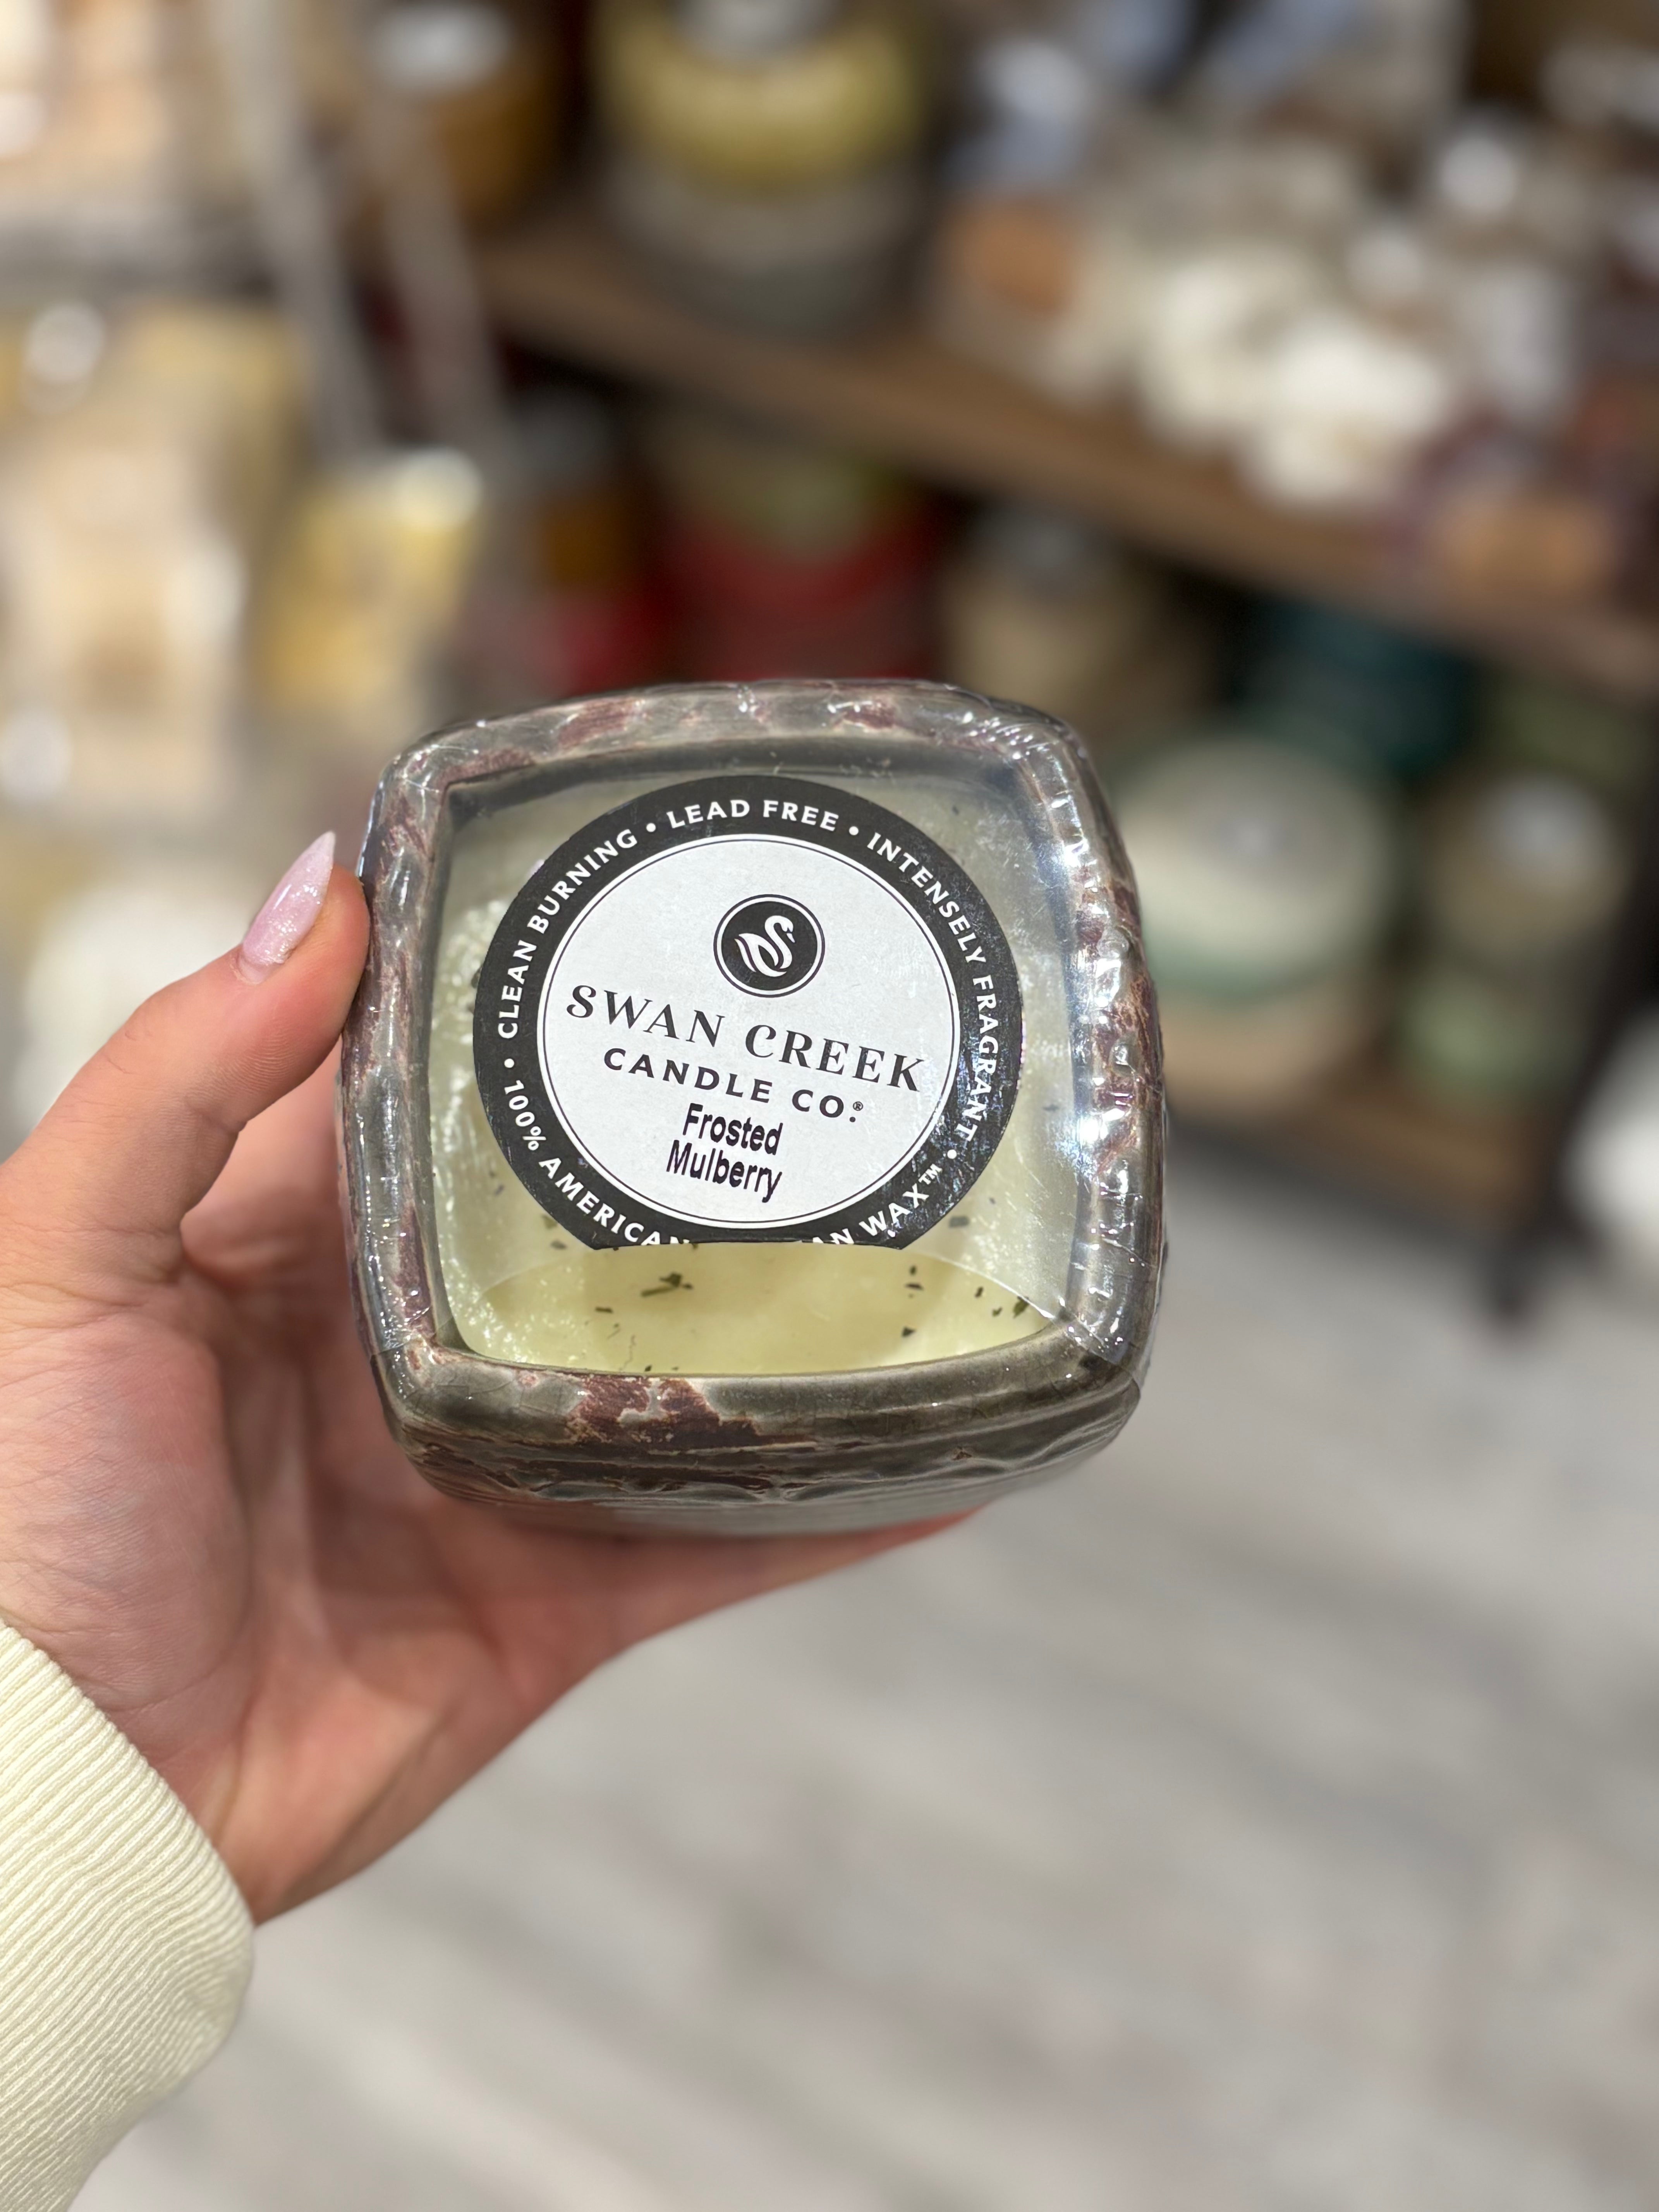 • CLEAN BURNING • LEAD FREE • INTENSELY FRAGRANT •
SWAN CREEK
CANDLE CO.®
Frosted
Mulberry
• 100% AMERICAN WAX™